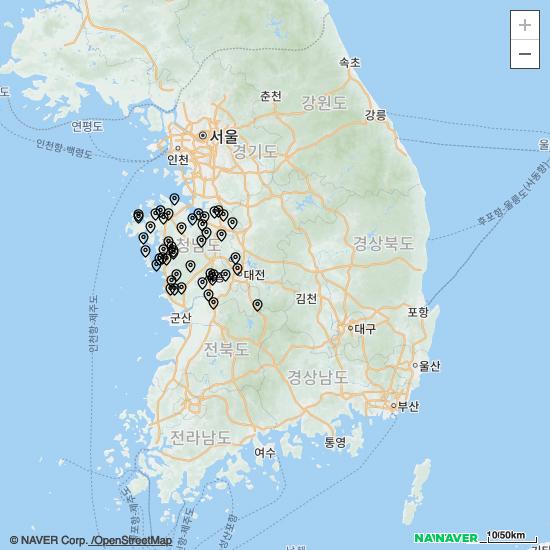 +
−
속초
춘천
강원도
강릉
연평도
서울
인천항-백령도
인천
경기도
후포항-울릉도(사동항)
청남도
경상북도
대전
김천
인천항-제주도
군산
포항
대구
전북도
울산
경상남도
부산
전라남도
통영
여수
성산포항
© NAVER Corp. /OpenStreetMap
NAVER
10/50km